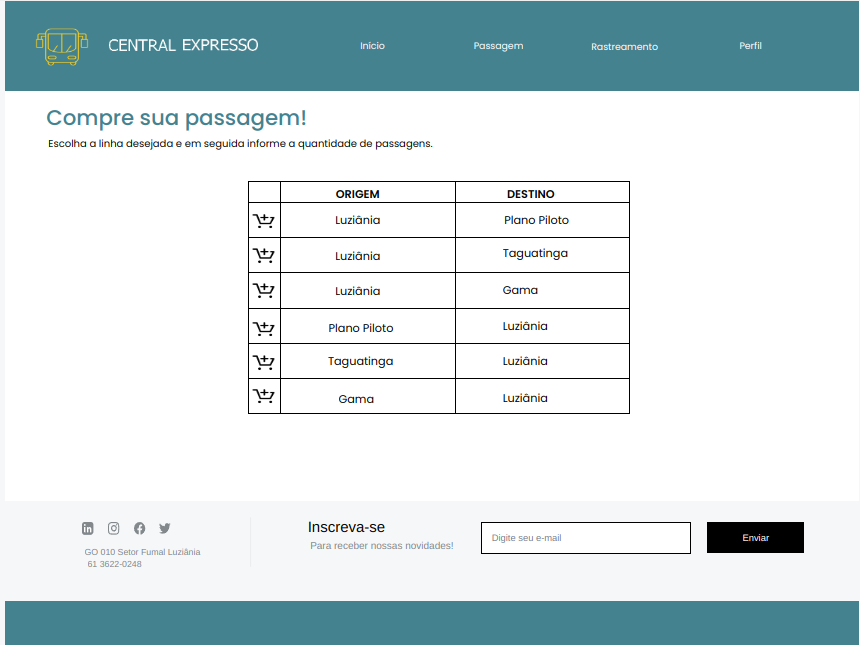 CENTRAL EXPRESSO
Início Passagem Rastreamento Perfil
Compre sua passagem!
Escolha a linha desejada e em seguida informe a quantidade de passagens.
ORIGEM DESTINO
Luziânia Plano Piloto
Luziânia Taguatinga
Luziânia Gama
Plano Piloto Luziânia
Taguatinga Luziânia
Gama Luziânia
GO 010 Setor Fumal Luziânia
61 3622-0248
Inscreva-se
Para receber nossas novidades!
Digite seu e-mail
Enviar